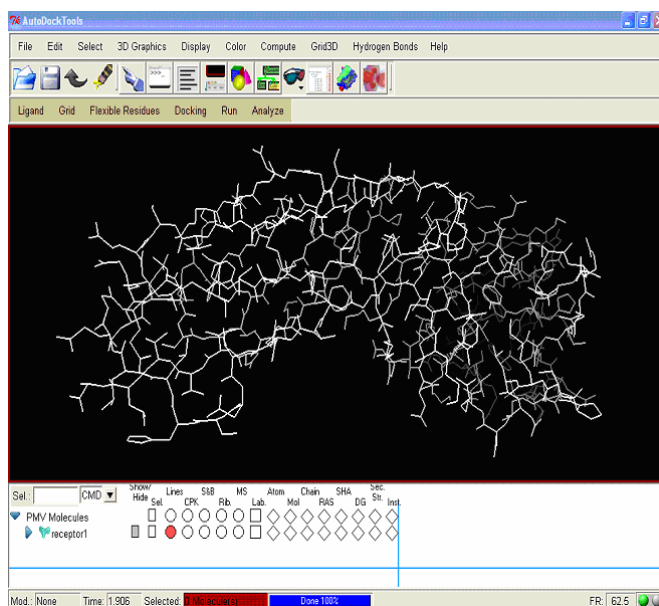 AutoDockTools
File Edit Select 3D Graphics Display Color Compute Grid3D Hydrogen Bonds Help
Ligand Grid Flexible Residues Docking Run Analyze
Sel.: CMD Show/ Hide Sel. Lines CPK S&B Rib. MS Lab. Atom Mol Chain RAS SHA DG Sec. Str. Inst.
PMV Molecules
receptor1
Mod.: None Time: 1.906 Selected: Done 100% FR: 62.5